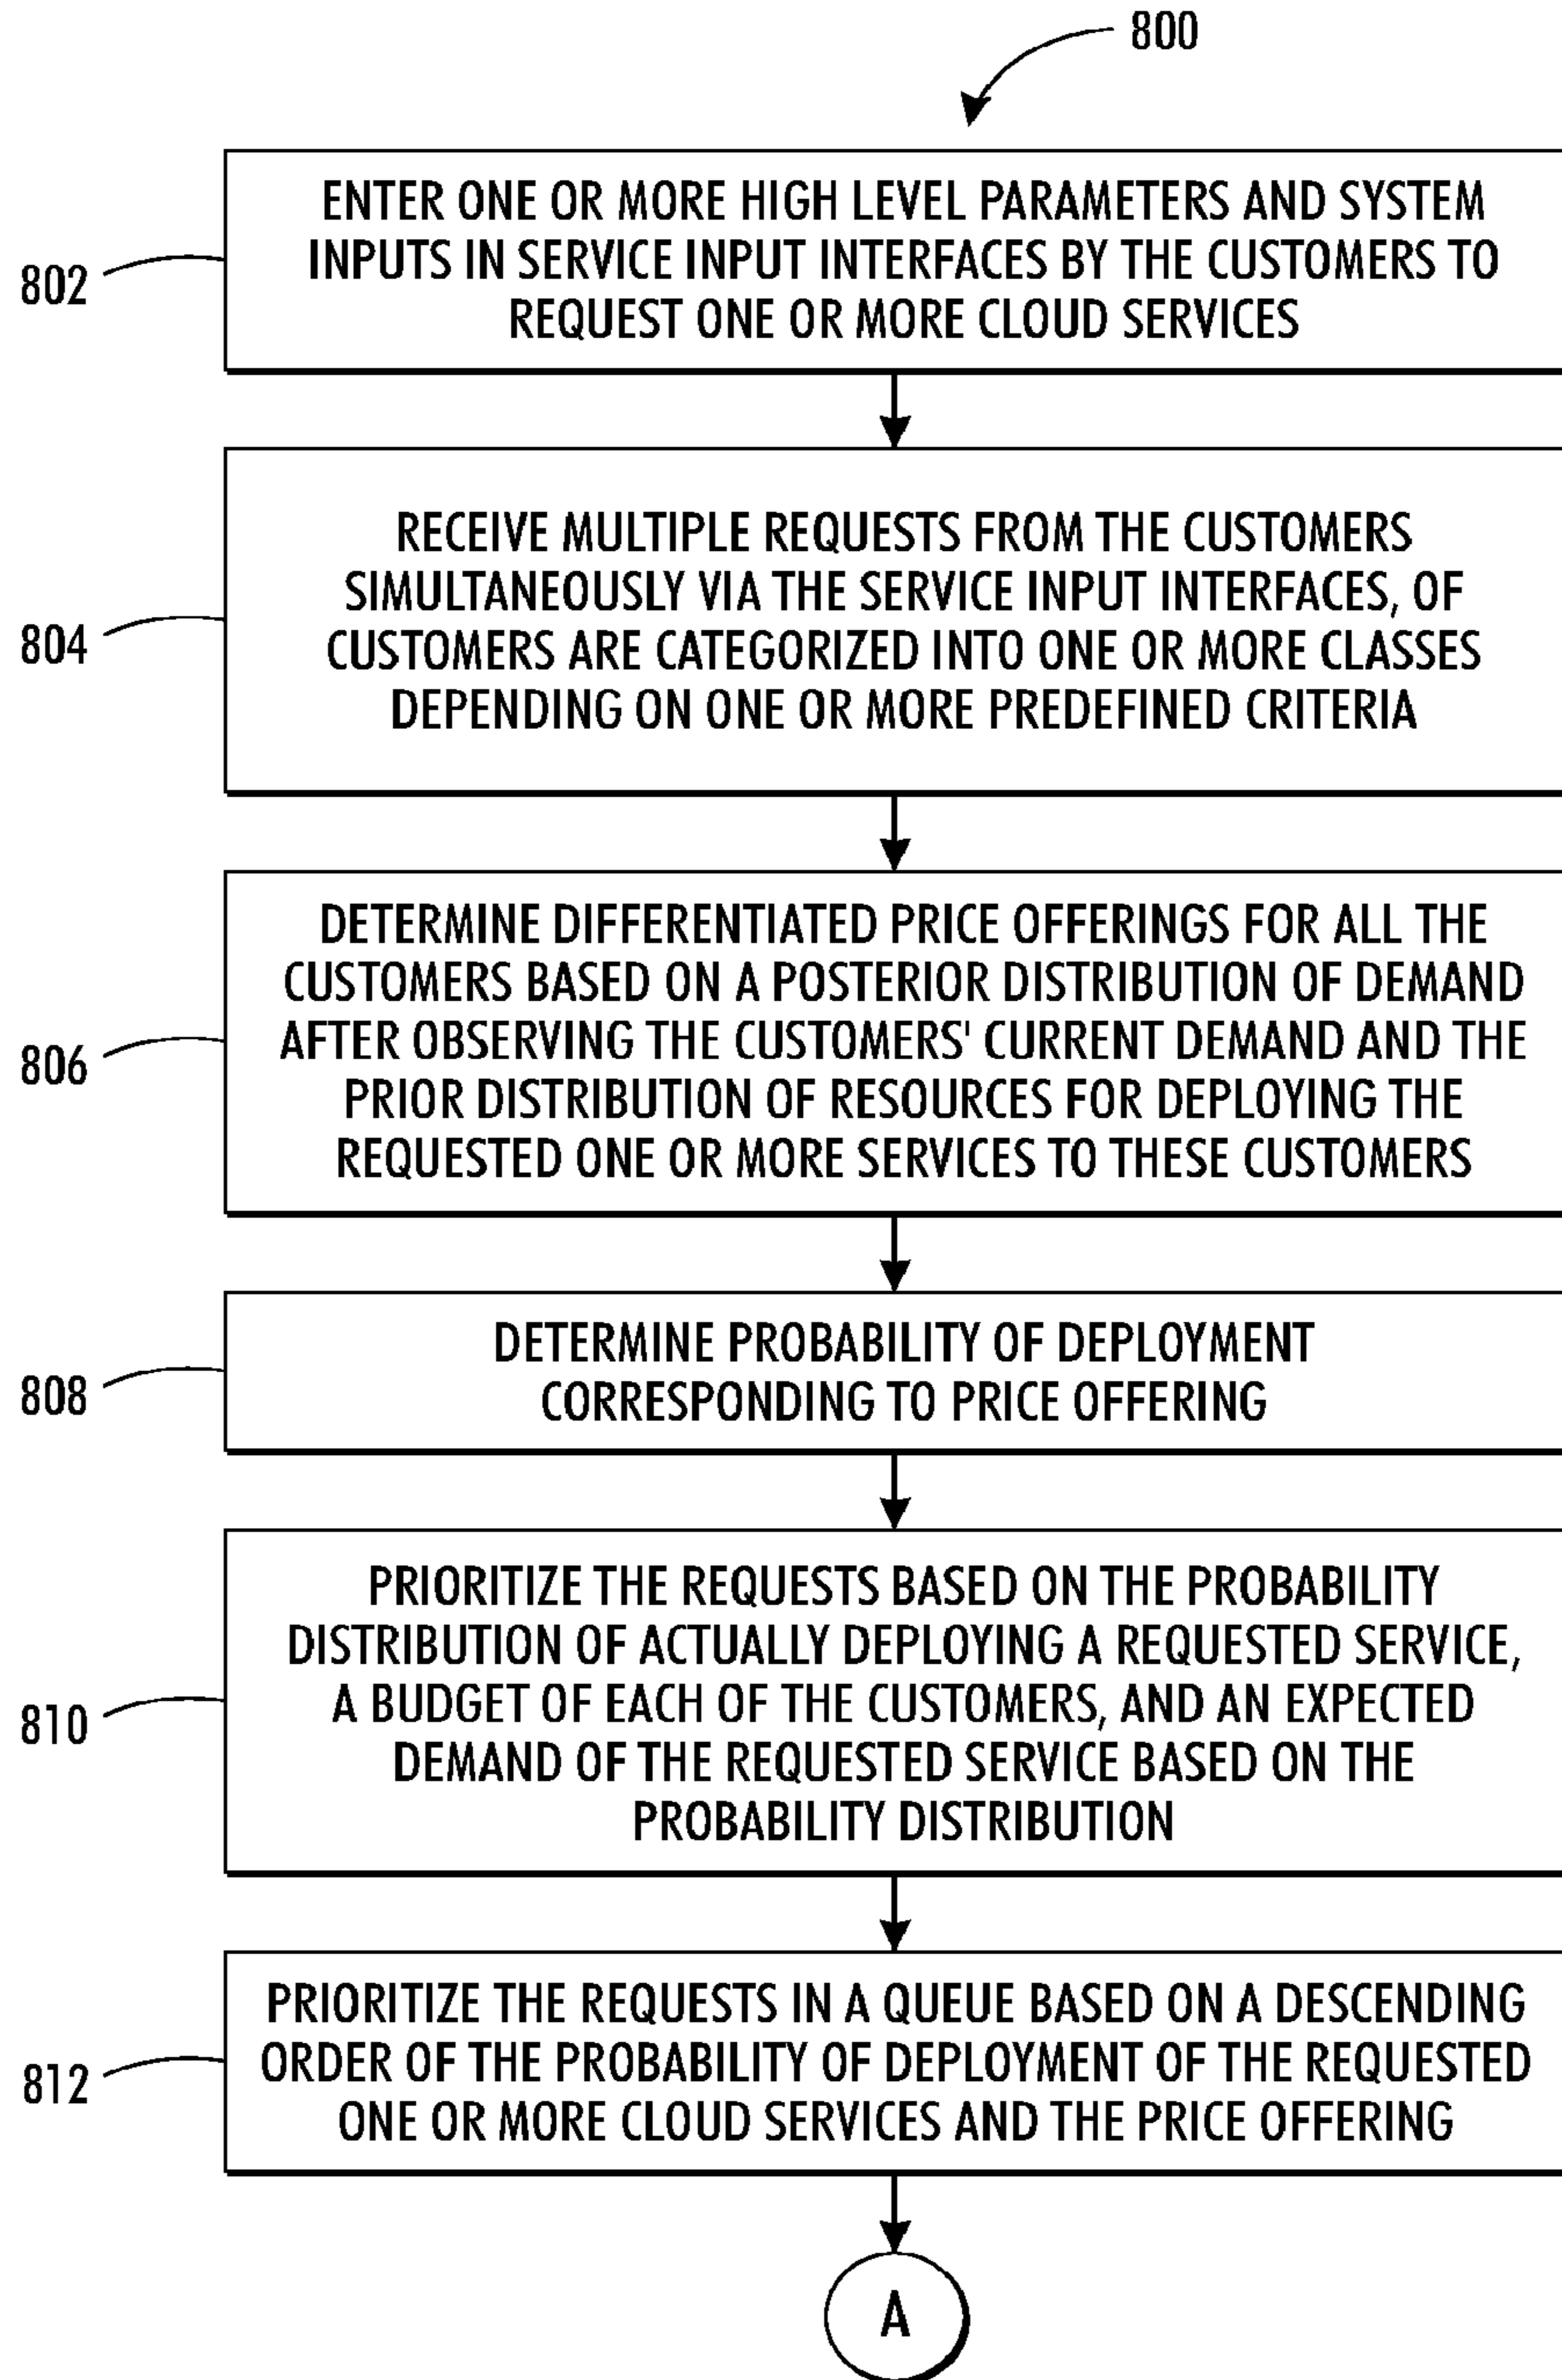 800
802
ENTER ONE OR MORE HIGH LEVEL PARAMETERS AND SYSTEM
INPUTS IN SERVICE INPUT INTERFACES BY THE CUSTOMERS TO
REQUEST ONE OR MORE CLOUD SERVICES
804
RECEIVE MULTIPLE REQUESTS FROM THE CUSTOMERS
SIMULTANEOUSLY VIA THE SERVICE INPUT INTERFACES, OF
CUSTOMERS ARE CATEGORIZED INTO ONE OR MORE CLASSES
DEPENDING ON ONE OR MORE PREDEFINED CRITERIA
806
DETERMINE DIFFERENTIATED PRICE OFFERINGS FOR ALL THE
CUSTOMERS BASED ON A POSTERIOR DISTRIBUTION OF DEMAND
AFTER OBSERVING THE CUSTOMERS' CURRENT DEMAND AND THE
PRIOR DISTRIBUTION OF RESOURCES FOR DEPLOYING THE
REQUESTED ONE OR MORE SERVICES TO THESE CUSTOMERS
808
DETERMINE PROBABILITY OF DEPLOYMENT
CORRESPONDING TO PRICE OFFERING
810
PRIORITIZE THE REQUESTS BASED ON THE PROBABILITY
DISTRIBUTION OF ACTUALLY DEPLOYING A REQUESTED SERVICE,
A BUDGET OF EACH OF THE CUSTOMERS, AND AN EXPECTED
DEMAND OF THE REQUESTED SERVICE BASED ON THE
PROBABILITY DISTRIBUTION
812
PRIORITIZE THE REQUESTS IN A QUEUE BASED ON A DESCENDING
ORDER OF THE PROBABILITY OF DEPLOYMENT OF THE REQUESTED
ONE OR MORE CLOUD SERVICES AND THE PRICE OFFERING
A